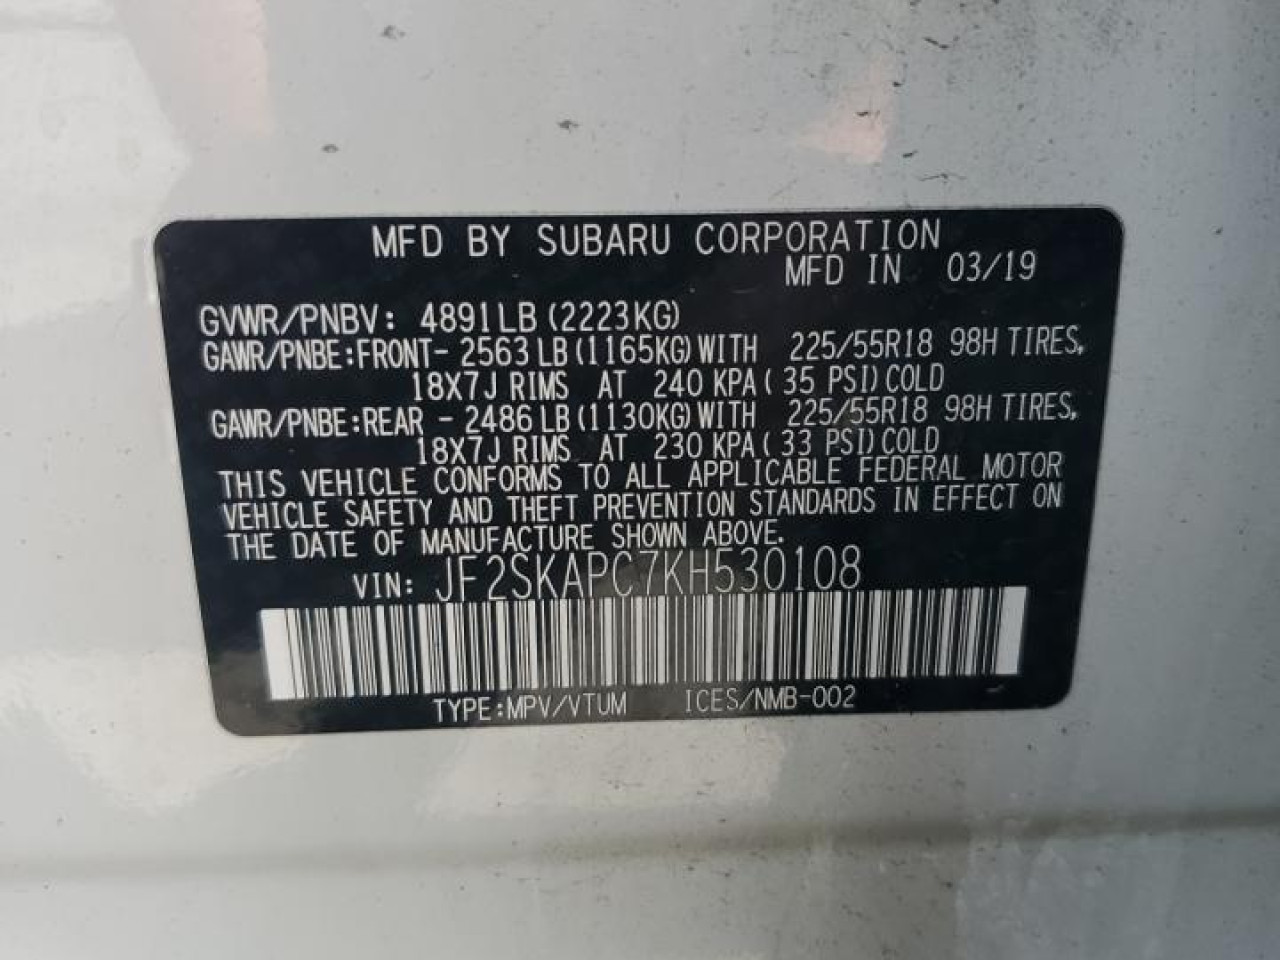 MFD BY SUBARU CORPORATION
MFD IN 03/19
GVWR/PNBV: 4891LB (2223KG)
GAWR/PNBE:FRONT- 2563 LB (1165KG) WITH 225/55R18 98H TIRES,
18X7J RIMS AT 240 KPA ( 35 PSI) COLD
GAWR/PNBE:REAR - 2486 LB (1130KG) WITH 225/55R18 98H TIRES,
18X7J RIMS AT 230 KPA ( 33 PSI) COLD
THIS VEHICLE CONFORMS TO ALL APPLICABLE FEDERAL MOTOR
VEHICLE SAFETY AND THEFT PREVENTION STANDARDS IN EFFECT ON
THE DATE OF MANUFACTURE SHOWN ABOVE.
VIN: JF2SKAPC7KH530108
TYPE:MPV/VTUM ICES/NMB-002